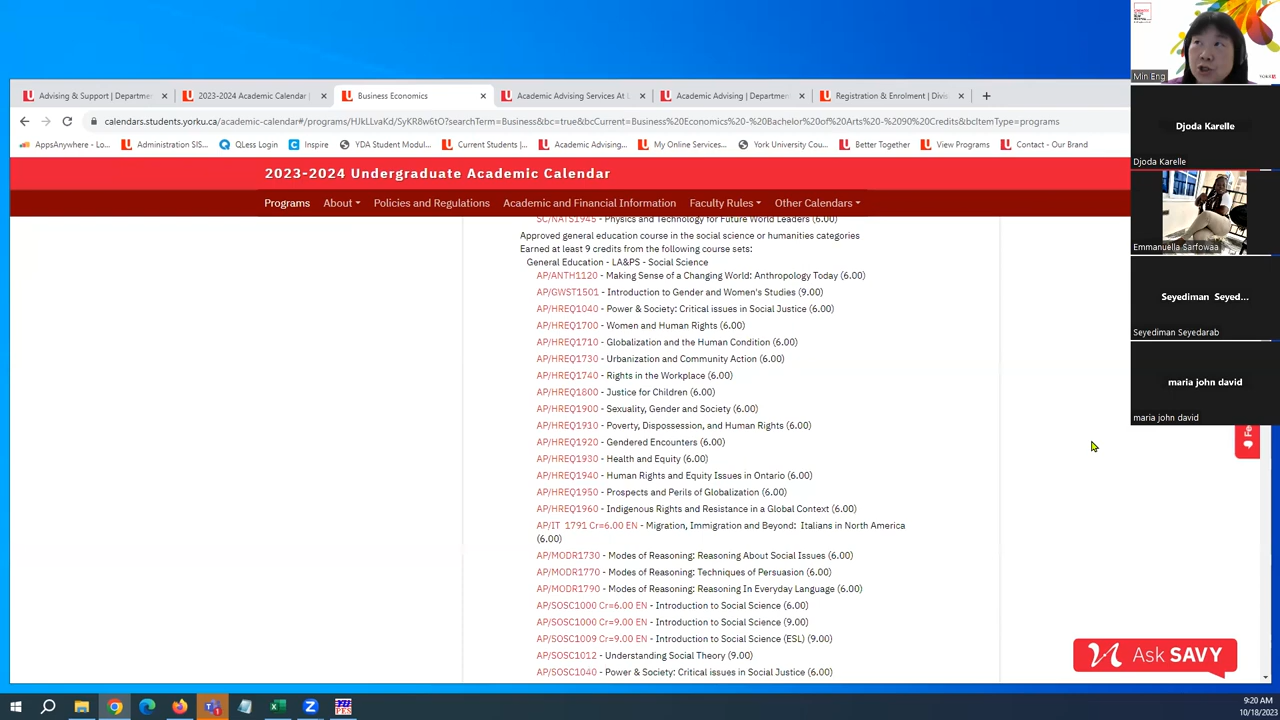 Advising & Support | Departmen
2023-2024 Academic Calendar |
Business Economics
Academic Advising Services At L
Academic Advising | Department
Registration & Enrolment | Divis
calendars.students.yorku.ca/academic-calendar#/programs/HJkLLvaKd/SyKR8w6tO?searchTerm=Business&bc=true&bcCurrent=Business%20Economics%20-%20Bachelor%20of%20Arts%20-%2090%20Credits&bcItemType=programs
AppsAnywhere - Lo...
Administration SIS...
QLess Login
Inspire
YDA Student Modul...
Current Students |...
Academic Advising...
My Online Services...
York University Cou...
Better Together
View Programs
Contact - Our Brand
2023-2024 Undergraduate Academic Calendar
Programs About Policies and Regulations Academic and Financial Information Faculty Rules Other Calendars
SC/NATS1945 - Physics and Technology for Future World Leaders (6.00)
Approved general education course in the social science or humanities categories
Earned at least 9 credits from the following course sets:
General Education - LA&PS - Social Science
AP/ANTH1120 - Making Sense of a Changing World: Anthropology Today (6.00)
AP/GWST1501 - Introduction to Gender and Women's Studies (9.00)
AP/HREQ1040 - Power & Society: Critical issues in Social Justice (6.00)
AP/HREQ1700 - Women and Human Rights (6.00)
AP/HREQ1710 - Globalization and the Human Condition (6.00)
AP/HREQ1730 - Urbanization and Community Action (6.00)
AP/HREQ1740 - Rights in the Workplace (6.00)
AP/HREQ1800 - Justice for Children (6.00)
AP/HREQ1900 - Sexuality, Gender and Society (6.00)
AP/HREQ1910 - Poverty, Dispossession, and Human Rights (6.00)
AP/HREQ1920 - Gendered Encounters (6.00)
AP/HREQ1930 - Health and Equity (6.00)
AP/HREQ1940 - Human Rights and Equity Issues in Ontario (6.00)
AP/HREQ1950 - Prospects and Perils of Globalization (6.00)
AP/HREQ1960 - Indigenous Rights and Resistance in a Global Context (6.00)
AP/IT 1791 Cr=6.00 EN - Migration, Immigration and Beyond: Italians in North America
(6.00)
AP/MODR1730 - Modes of Reasoning: Reasoning About Social Issues (6.00)
AP/MODR1770 - Modes of Reasoning: Techniques of Persuasion (6.00)
AP/MODR1790 - Modes of Reasoning: Reasoning In Everyday Language (6.00)
AP/SOSC1000 Cr=6.00 EN - Introduction to Social Science (6.00)
AP/SOSC1000 Cr=9.00 EN - Introduction to Social Science (9.00)
AP/SOSC1009 Cr=9.00 EN - Introduction to Social Science (ESL) (9.00)
AP/SOSC1012 - Understanding Social Theory (9.00)
AP/SOSC1040 - Power & Society: Critical issues in Social Justice (6.00)
Min Eng
Djoda Karelle
Djoda Karelle
Emmanuella Sarfowaa
Seyediman Seyed...
Seyediman Seyedarab
maria john david
maria john david
Fe
Ask SAVY
9:20 AM
10/18/2023